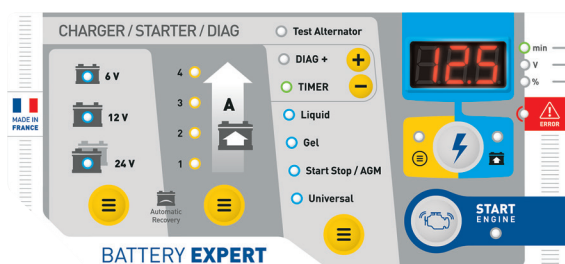 CHARGER / STARTER / DIAG
Test Alternator
DIAG +
TIMER
6 V
12 V
24 V
4
3
2
1
A
Liquid
Gel
Start Stop / AGM
Universal
Automatic
Recovery
BATTERY EXPERT
MADE IN
FRANCE
12.5
min
V
%
ERROR
START
ENGINE